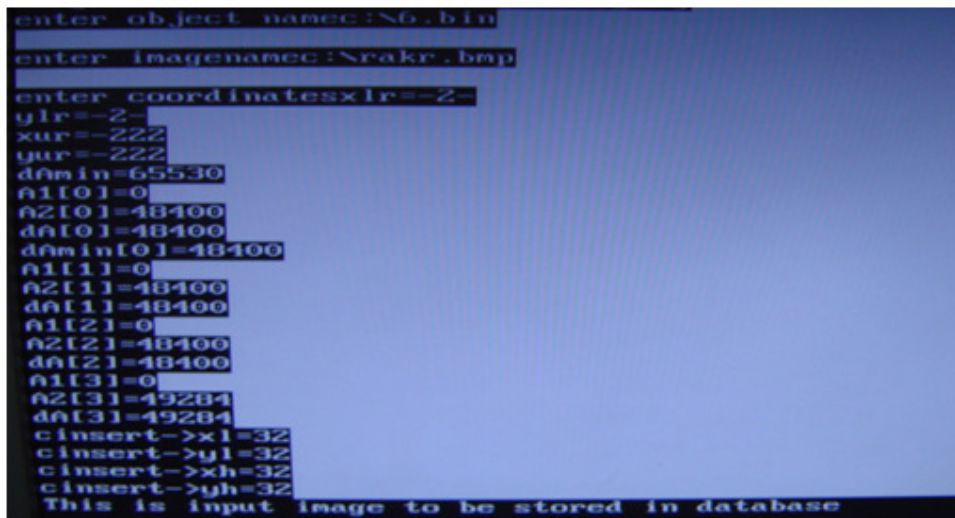 enter object namec:\6.bin
enter imagenamec:\rakr.bmp
enter coordinatesxlr=-2-
ylr=-2-
xur=-222
yur=-222
dAmin=65530
A1[0]=0
A2[0]=48400
dA[0]=48400
dAmin[0]=48400
A1[1]=0
A2[1]=48400
dA[1]=48400
A1[2]=0
A2[2]=48400
dA[2]=48400
A1[3]=0
A2[3]=49284
dA[3]=49284
cinsert->xl=32
cinsert->yl=32
cinsert->xh=32
cinsert->yh=32
This is input image to be stored in database